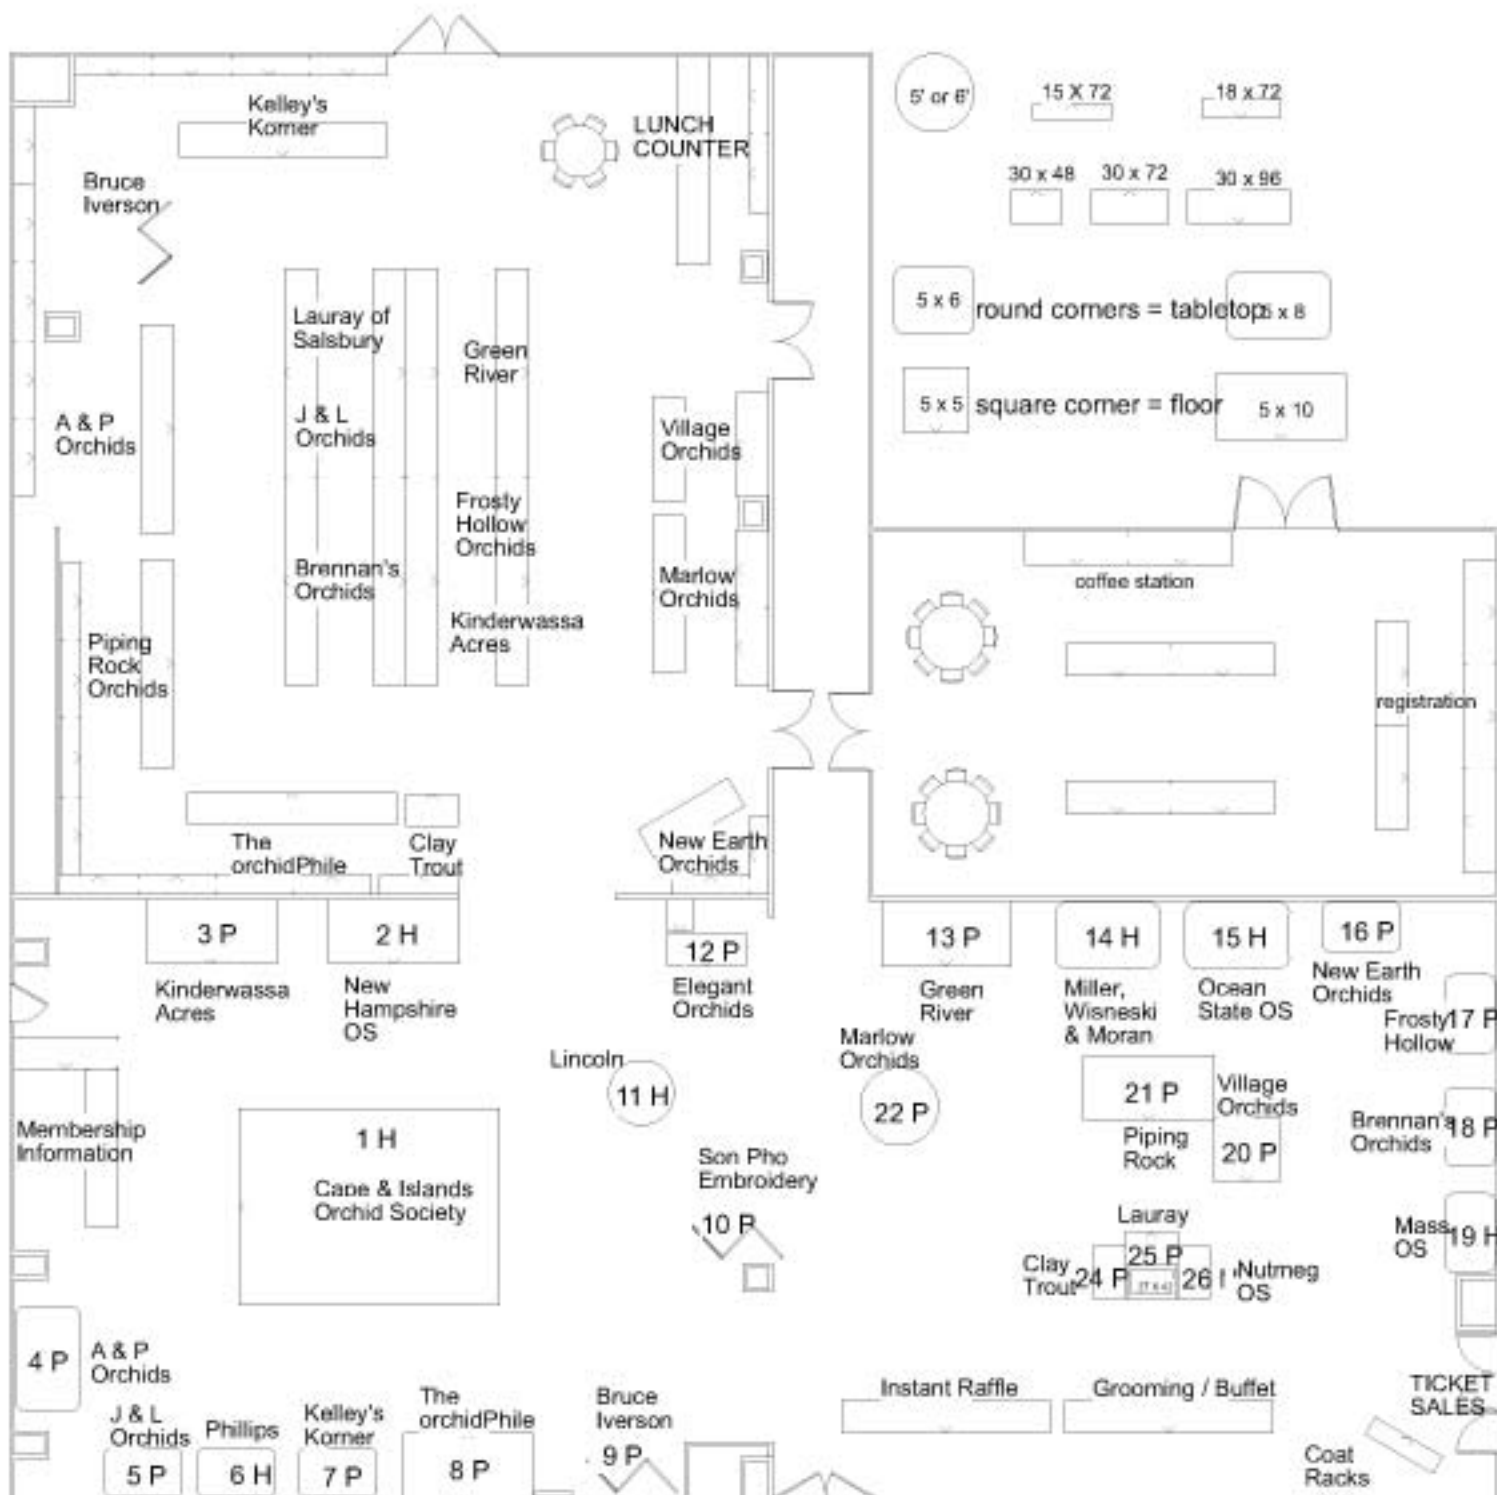 Kelley's
Korner
LUNCH
COUNTER
Bruce
Iverson
5' or 6'
15 X 72
18 x 72
30 x 48
30 x 72
30 x 96
5 x 6
round corners = tabletop
5 x 8
5 x 5
square corner = floor
5 x 10
Lauray of
Salsbury
Green
River
A & P
Orchids
J & L
Orchids
Village
Orchids
Frosty
Hollow
Orchids
Brennan's
Orchids
Marlow
Orchids
Kinderwassa
Acres
Piping
Rock
Orchids
coffee station
registration
The
orchidPhile
Clay
Trout
New Earth
Orchids
3 P
Kinderwassa
Acres
2 H
New
Hampshire
OS
12 P
Elegant
Orchids
13 P
Green
River
14 H
Miller,
Wisneski
& Moran
15 H
Ocean
State OS
16 P
New Earth
Orchids
17 P
Frosty
Hollow
Lincoln
11 H
Marlow
Orchids
22 P
21 P
Piping
Rock
Village
Orchids
20 P
Brennan's
Orchids
18 P
Membership
Information
1 H
Cape & Islands
Orchid Society
Son Pho
Embroidery
10 P
Lauray
25 P
Clay
Trout
24 P
26
Nutmeg
OS
Mass
OS
19 H
4 P
A & P
Orchids
J & L
Orchids
5 P
Phillips
6 H
Kelley's
Korner
7 P
The
orchidPhile
8 P
Bruce
Iverson
9 P
Instant Raffle
Grooming / Buffet
TICKET
SALES
Coat
Racks